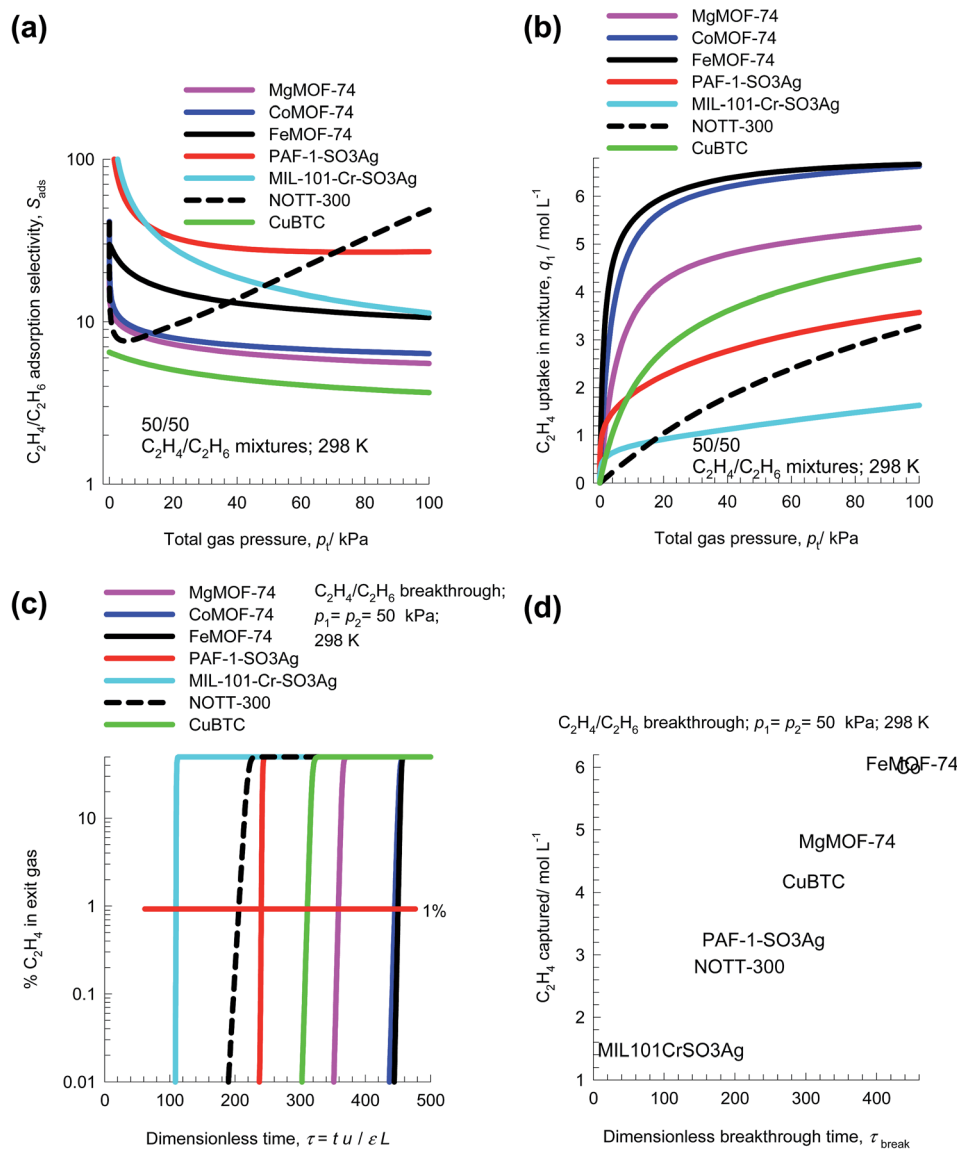 (a)
MgMOF-74
CoMOF-74
FeMOF-74
PAF-1-SO3Ag
MIL-101-Cr-SO3Ag
NOTT-300
CuBTC
C₂H₄/C₂H₆ adsorption selectivity, S_ads
100
10
1
50/50
C₂H₄/C₂H₆ mixtures; 298 K
0 20 40 60 80 100
Total gas pressure, pₜ/ kPa
(b)
MgMOF-74
CoMOF-74
FeMOF-74
PAF-1-SO3Ag
MIL-101-Cr-SO3Ag
NOTT-300
CuBTC
C₂H₄ uptake in mixture, q₁ / mol L⁻¹
6
5
4
3
2
1
0
50/50
C₂H₄/C₂H₆ mixtures; 298 K
0 20 40 60 80 100
Total gas pressure, pₜ/ kPa
(c)
MgMOF-74
CoMOF-74
FeMOF-74
PAF-1-SO3Ag
MIL-101-Cr-SO3Ag
NOTT-300
CuBTC
C₂H₄/C₂H₆ breakthrough;
p₁= p₂= 50 kPa;
298 K
% C₂H₄ in exit gas
10
1
0.1
0.01
1%
0 100 200 300 400 500
Dimensionless time, τ = t u / ε L
(d)
C₂H₄/C₂H₆ breakthrough; p₁= p₂= 50 kPa; 298 K
C₂H₄ captured/ mol L⁻¹
6
5
4
3
2
1
FeMOF-74
Co
MgMOF-74
CuBTC
PAF-1-SO3Ag
NOTT-300
MIL101CrSO3Ag
0 100 200 300 400
Dimensionless breakthrough time, τ_break